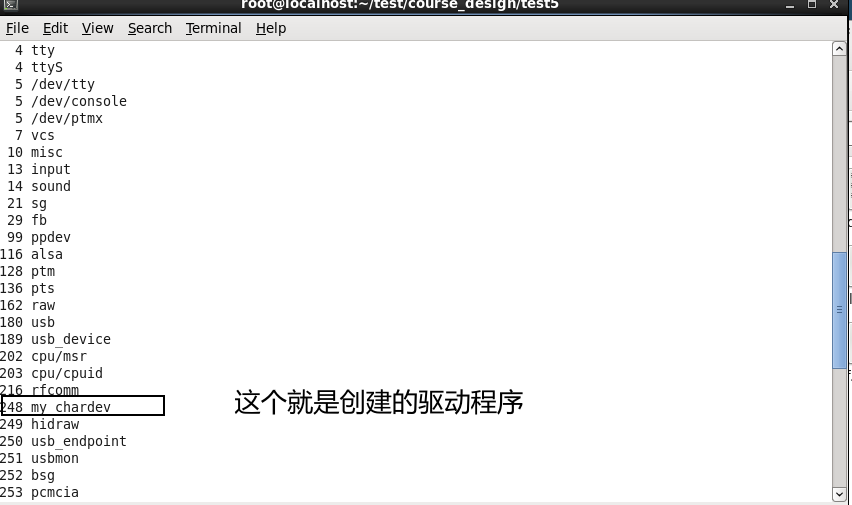 root@localhost:~/test/course_design/test5
File Edit View Search Terminal Help
4 tty
4 ttyS
5 /dev/tty
5 /dev/console
5 /dev/ptmx
7 vcs
10 misc
13 input
14 sound
21 sg
29 fb
99 ppdev
116 alsa
128 ptm
136 pts
162 raw
180 usb
189 usb_device
202 cpu/msr
203 cpu/cpuid
216 rfcomm
248 my_chardev 这个就是创建的驱动程序
249 hidraw
250 usb_endpoint
251 usbmon
252 bsg
253 pcmcia